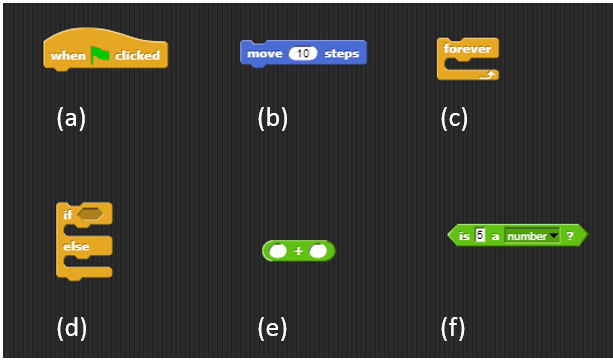 when clicked
move 10 steps
forever
(a)
(b)
(c)
if
else
+
is 5 a number ?
(d)
(e)
(f)